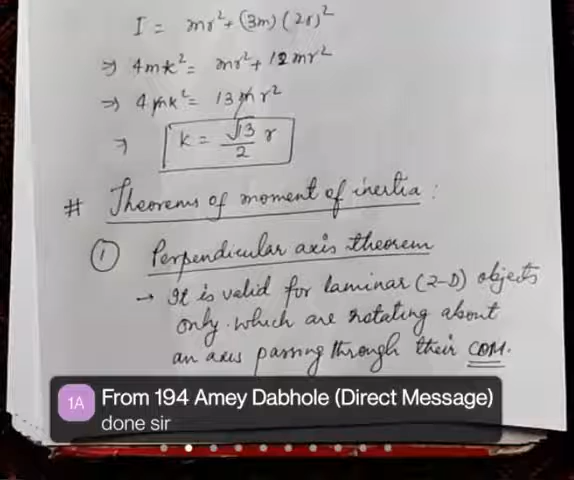 I = mr² + (3m) (2r)²
⇒ 4mk² = mr² + 12mr²
⇒ 4mk² = 13mr²
⇒ k = √13/2 r
# Theorems of moment of inertia :
① Perpendicular axis theorem
→ It is valid for laminar (2-D) objects
only. which are rotating about
an axis passing through their COM.
1A From 194 Amey Dabhole (Direct Message)
done sir